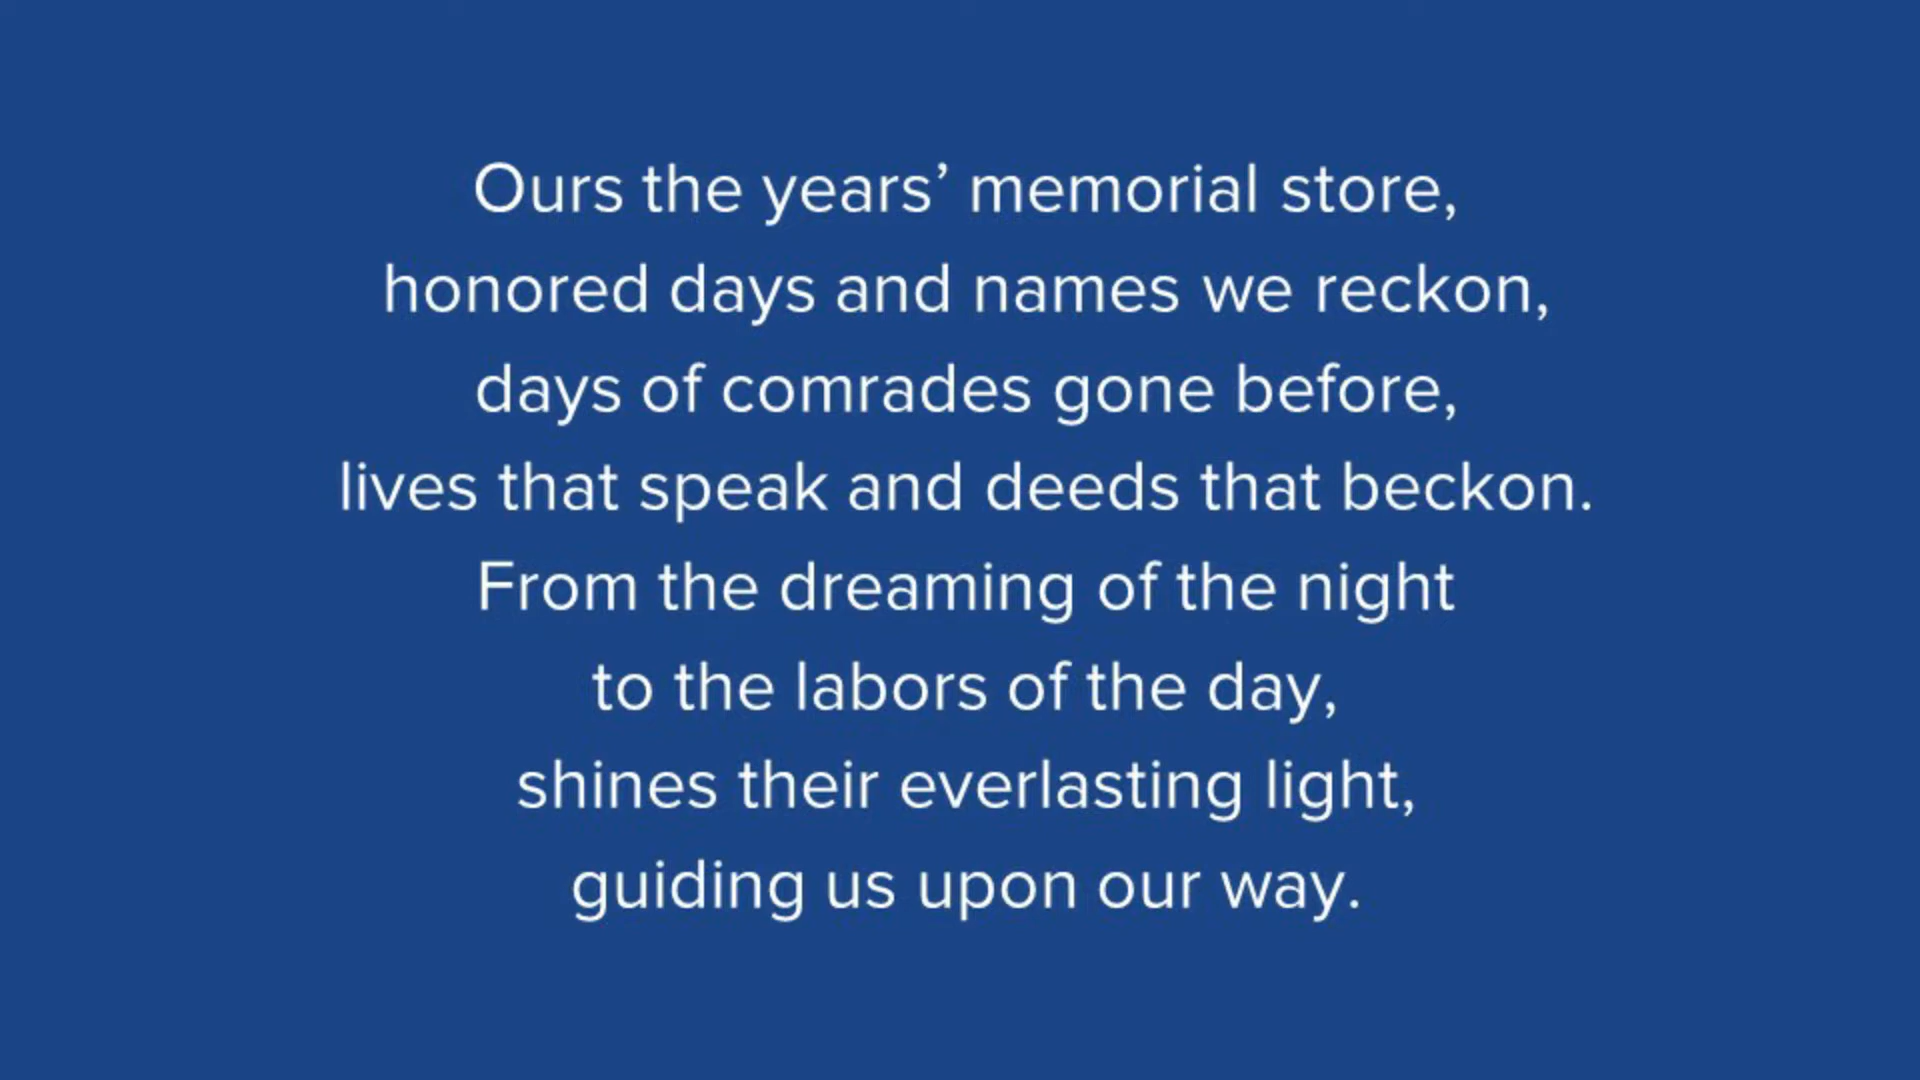 Ours the years’ memorial store,
honored days and names we reckon,
days of comrades gone before,
lives that speak and deeds that beckon.
From the dreaming of the night
to the labors of the day,
shines their everlasting light,
guiding us upon our way.